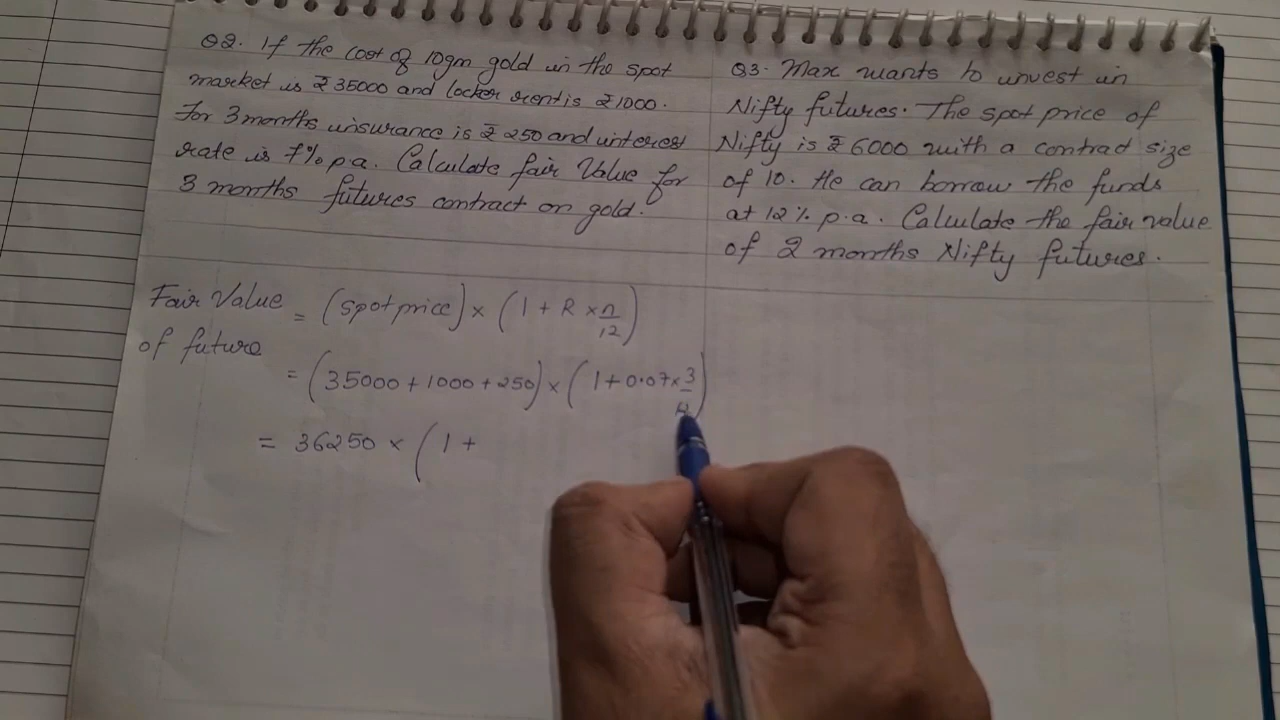 Q2. If the cost of 10gm gold in the spot
market is ₹ 35000 and locker rent is ₹1000.
For 3 months insurance is ₹ 250 and interest
rate is 7% p.a. Calculate fair Value for
3 months futures contract on gold.
Q3. Max wants to invest in
Nifty futures. The spot price of
Nifty is ₹ 6000 with a contract size
of 10. He can borrow the funds
at 12% p.a. Calculate the fair value
of 2 months Nifty futures.
Fair Value of future = (spot price) × (1 + R × n/12)
= (35000 + 1000 + 250) × (1 + 0.07 × 3/12)
= 36250 × (1 +